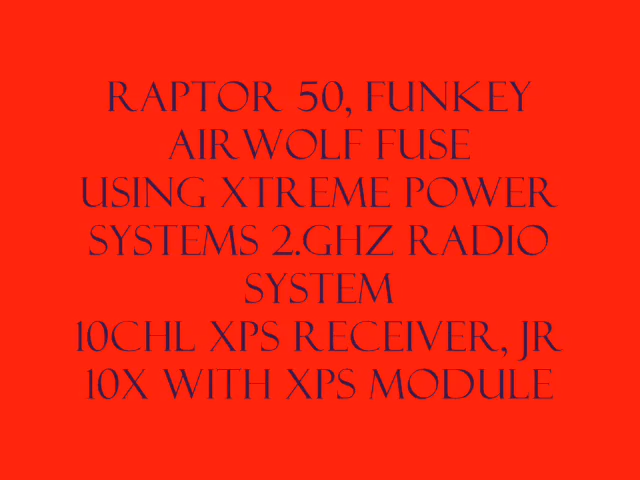 RAPTOR 50, FUNKEY
AIRWOLF FUSE
USING XTREME POWER
SYSTEMS 2.GHZ RADIO
SYSTEM
10CHL XPS RECEIVER, JR
10X WITH XPS MODULE